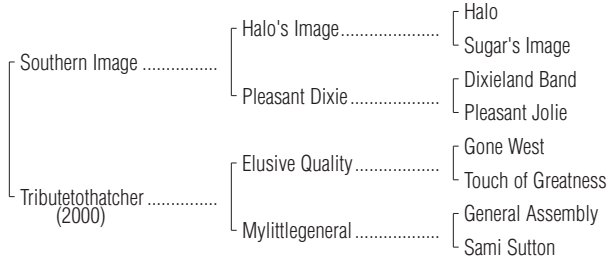 Halo
Halo's Image....................
Sugar's Image
Southern Image ...............
Dixieland Band
Pleasant Dixie ..................
Pleasant Jolie
Gone West
Elusive Quality.................
Touch of Greatness
Tributetothatcher ..............
(2000)
General Assembly
Mylittlegeneral .................
Sami Sutton